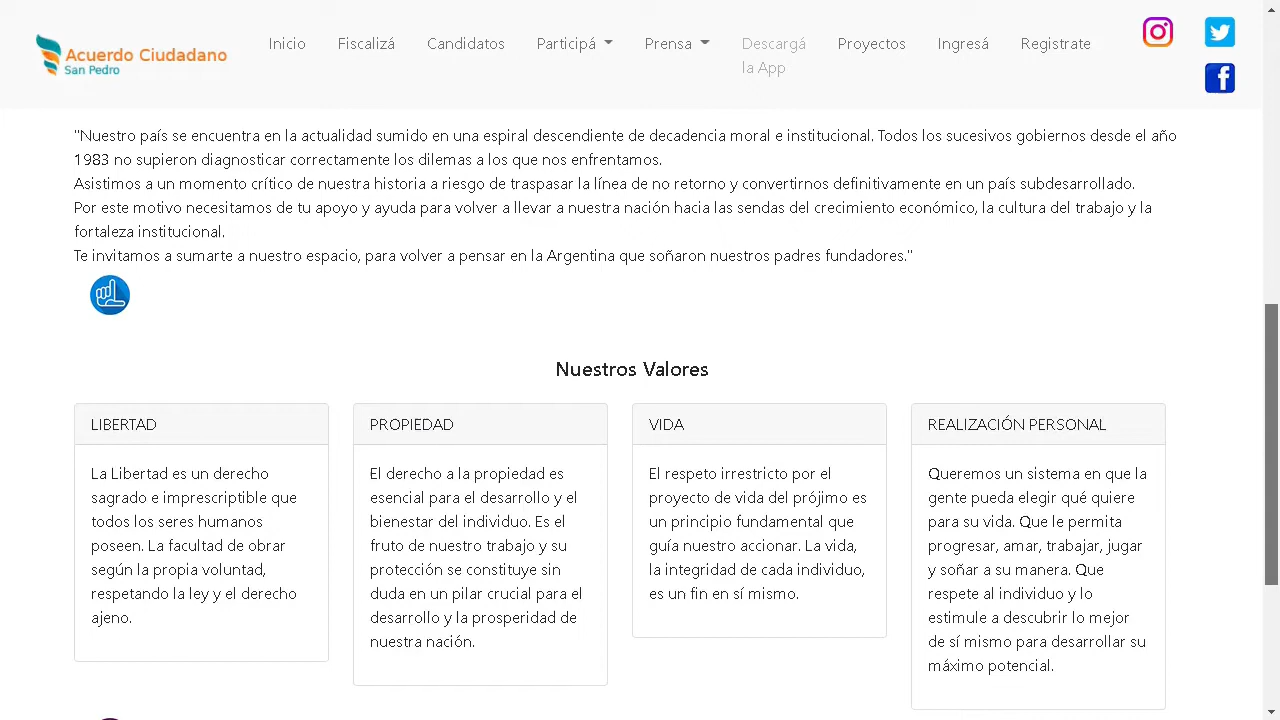 Acuerdo Ciudadano
San Pedro
Inicio
Fiscalizá
Candidatos
Participá
Prensa
Descargá
la App
Proyectos
Ingresá
Registrate
"Nuestro país se encuentra en la actualidad sumido en una espiral descendiente de decadencia moral e institucional. Todos los sucesivos gobiernos desde el año
1983 no supieron diagnosticar correctamente los dilemas a los que nos enfrentamos.
Asistimos a un momento crítico de nuestra historia a riesgo de traspasar la línea de no retorno y convertirnos definitivamente en un país subdesarrollado.
Por este motivo necesitamos de tu apoyo y ayuda para volver a llevar a nuestra nación hacia las sendas del crecimiento económico, la cultura del trabajo y la
fortaleza institucional.
Te invitamos a sumarte a nuestro espacio, para volver a pensar en la Argentina que soñaron nuestros padres fundadores."
Nuestros Valores
LIBERTAD
La Libertad es un derecho
sagrado e imprescriptible que
todos los seres humanos
poseen. La facultad de obrar
según la propia voluntad,
respetando la ley y el derecho
ajeno.
PROPIEDAD
El derecho a la propiedad es
esencial para el desarrollo y el
bienestar del individuo. Es el
fruto de nuestro trabajo y su
protección se constituye sin
duda en un pilar crucial para el
desarrollo y la prosperidad de
nuestra nación.
VIDA
El respeto irrestricto por el
proyecto de vida del prójimo es
un principio fundamental que
guía nuestro accionar. La vida,
la integridad de cada individuo,
es un fin en sí mismo.
REALIZACIÓN PERSONAL
Queremos un sistema en que la
gente pueda elegir qué quiere
para su vida. Que le permita
progresar, amar, trabajar, jugar
y soñar a su manera. Que
respete al individuo y lo
estimule a descubrir lo mejor
de sí mismo para desarrollar su
máximo potencial.